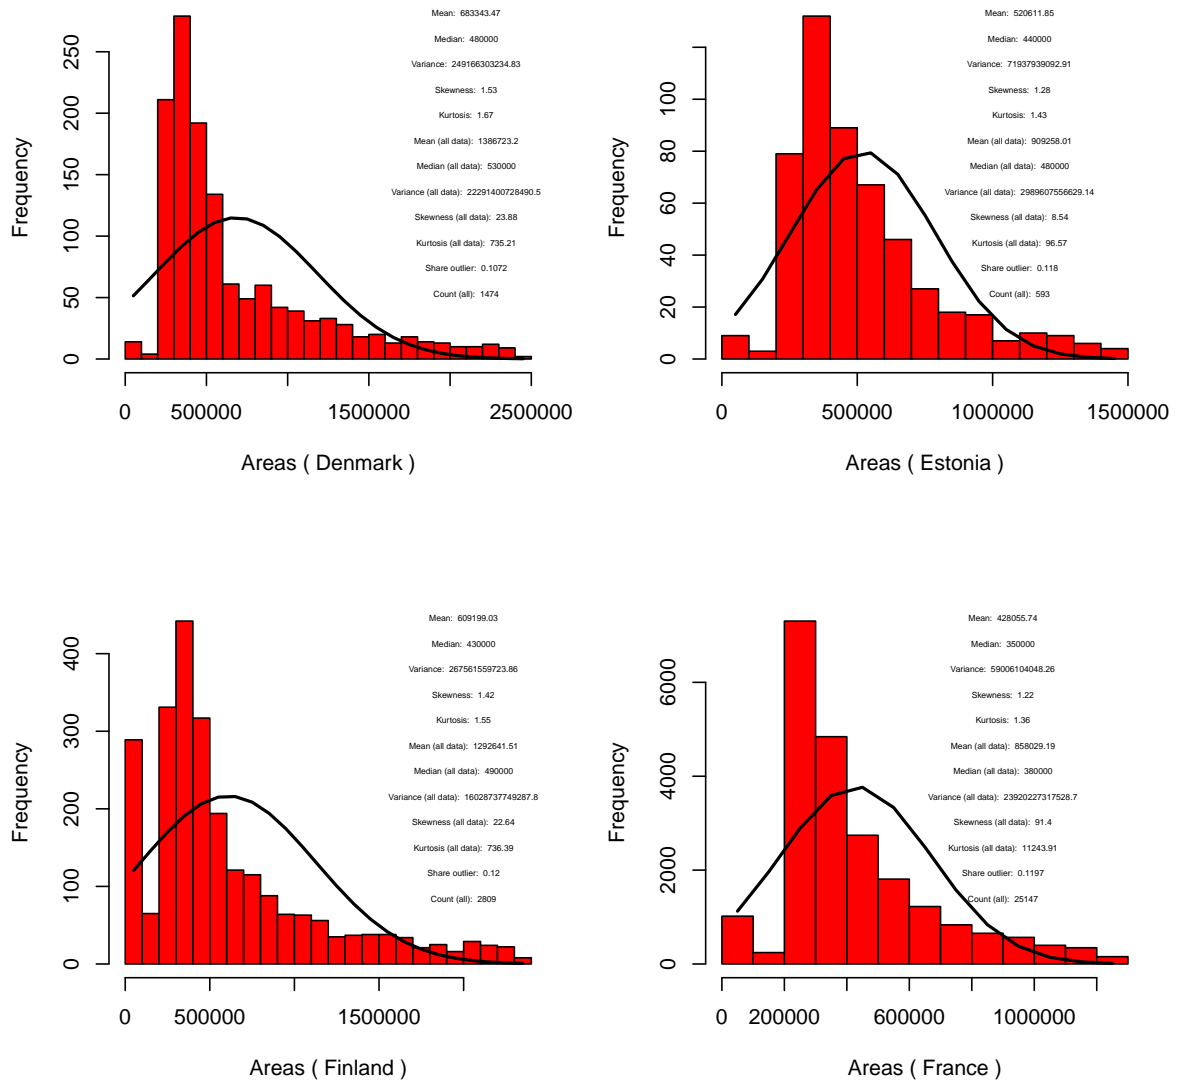 Mean: 683343.47
Median: 480000
Variance: 249166303234.83
Skewness: 1.53
Kurtosis: 1.67
Mean (all data): 1386723.2
Median (all data): 530000
Variance (all data): 22291400728490.5
Skewness (all data): 23.88
Kurtosis (all data): 735.21
Share outlier: 0.1072
Count (all): 1474
Frequency
0
50
100
150
200
250
0
500000
1500000
2500000
Areas ( Denmark )
Mean: 520611.85
Median: 440000
Variance: 71937939092.91
Skewness: 1.28
Kurtosis: 1.43
Mean (all data): 909258.01
Median (all data): 480000
Variance (all data): 2989607556629.14
Skewness (all data): 8.54
Kurtosis (all data): 96.57
Share outlier: 0.118
Count (all): 593
Frequency
0
20
40
60
80
100
0
500000
1000000
1500000
Areas ( Estonia )
Mean: 609199.03
Median: 430000
Variance: 267561559723.86
Skewness: 1.42
Kurtosis: 1.55
Mean (all data): 1292641.51
Median (all data): 490000
Variance (all data): 16028737749287.8
Skewness (all data): 22.64
Kurtosis (all data): 736.39
Share outlier: 0.12
Count (all): 2809
Frequency
0
100
200
300
400
0
500000
1500000
Areas ( Finland )
Mean: 428055.74
Median: 350000
Variance: 59006104048.26
Skewness: 1.22
Kurtosis: 1.36
Mean (all data): 858029.19
Median (all data): 380000
Variance (all data): 23920227317528.7
Skewness (all data): 91.4
Kurtosis (all data): 11243.91
Share outlier: 0.1197
Count (all): 25147
Frequency
0
2000
4000
6000
0
200000
600000
1000000
Areas ( France )